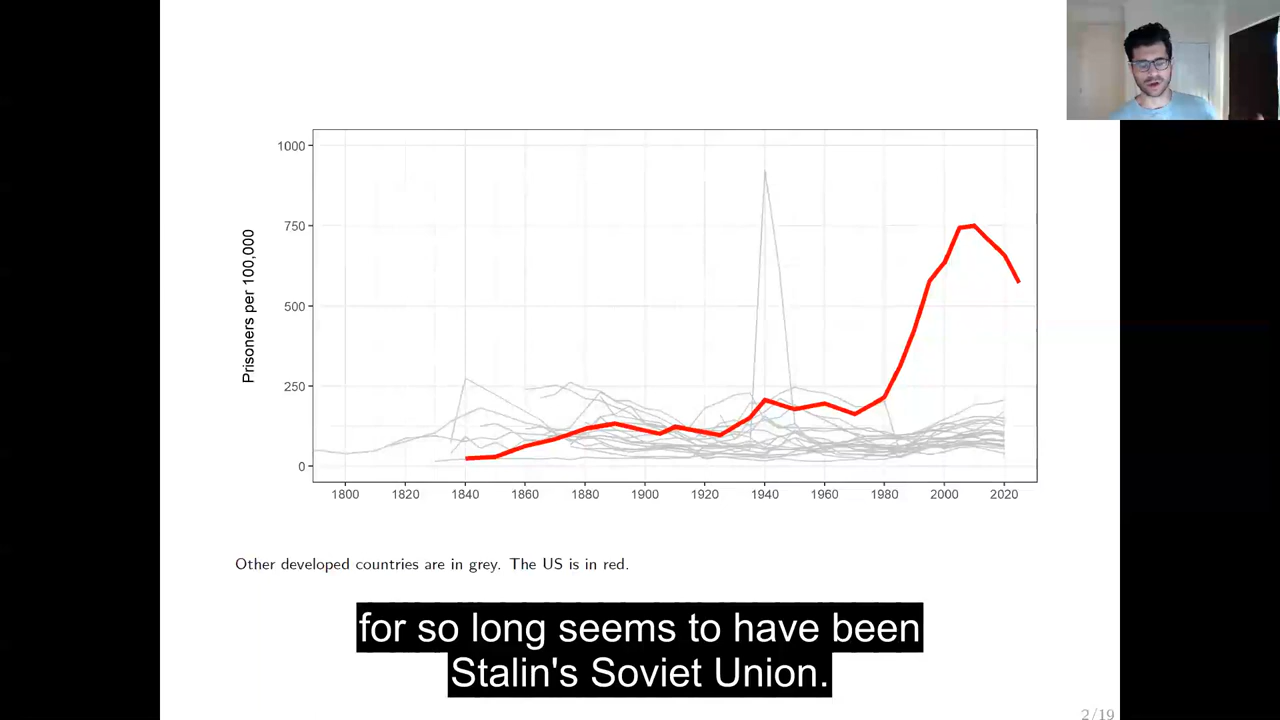 Prisoners per 100,000
1000
750
500
250
0
1800 1820 1840 1860 1880 1900 1920 1940 1960 1980 2000 2020
Other developed countries are in grey. The US is in red.
for so long seems to have been
Stalin's Soviet Union.
2/19